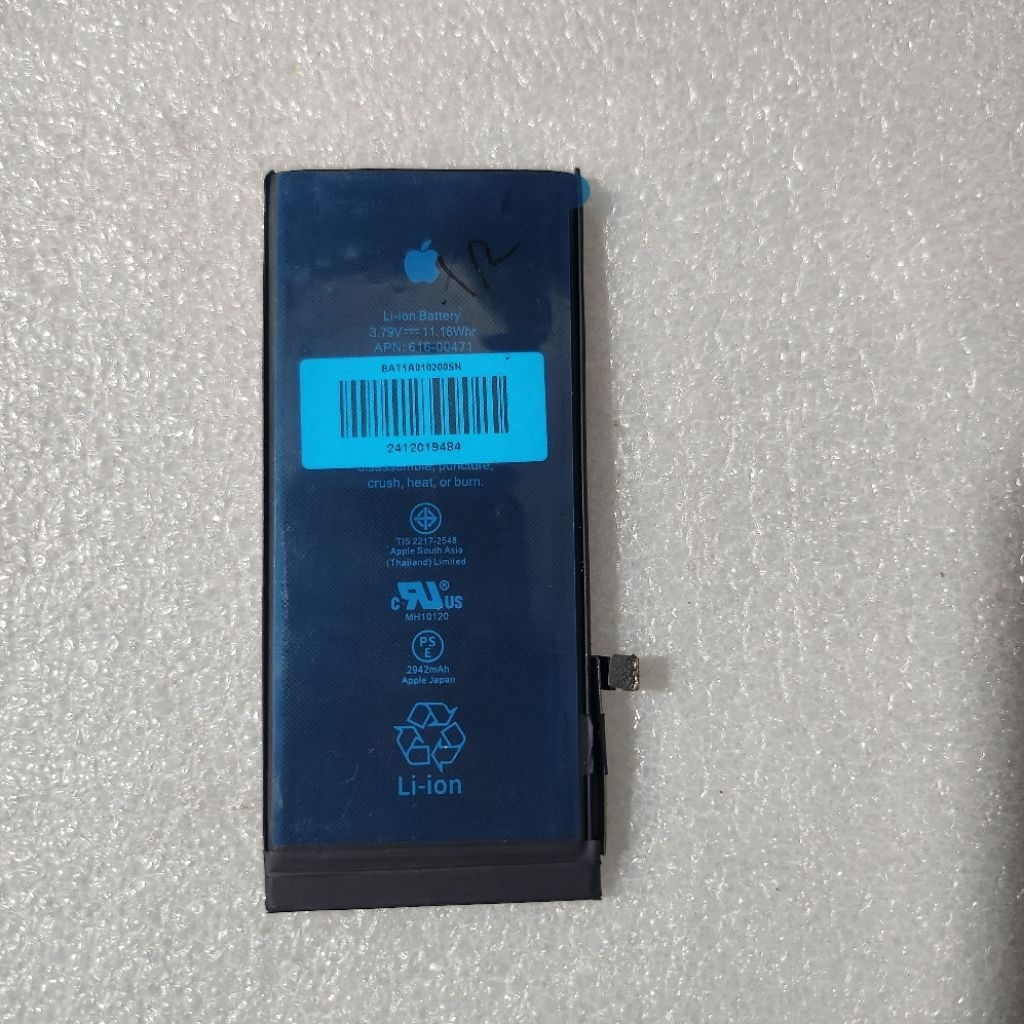 Li-ion Battery
3.79V⎓11.16Whr
APN: 616-00471
BAT1A010200SN
2412019484
disassemble, puncture,
crush, heat, or burn.
TIS 2217-2548
Apple South Asia
(Thailand) Limited
C RU® US
MH10120
PS
E
2942mAh
Apple Japan
Li-ion